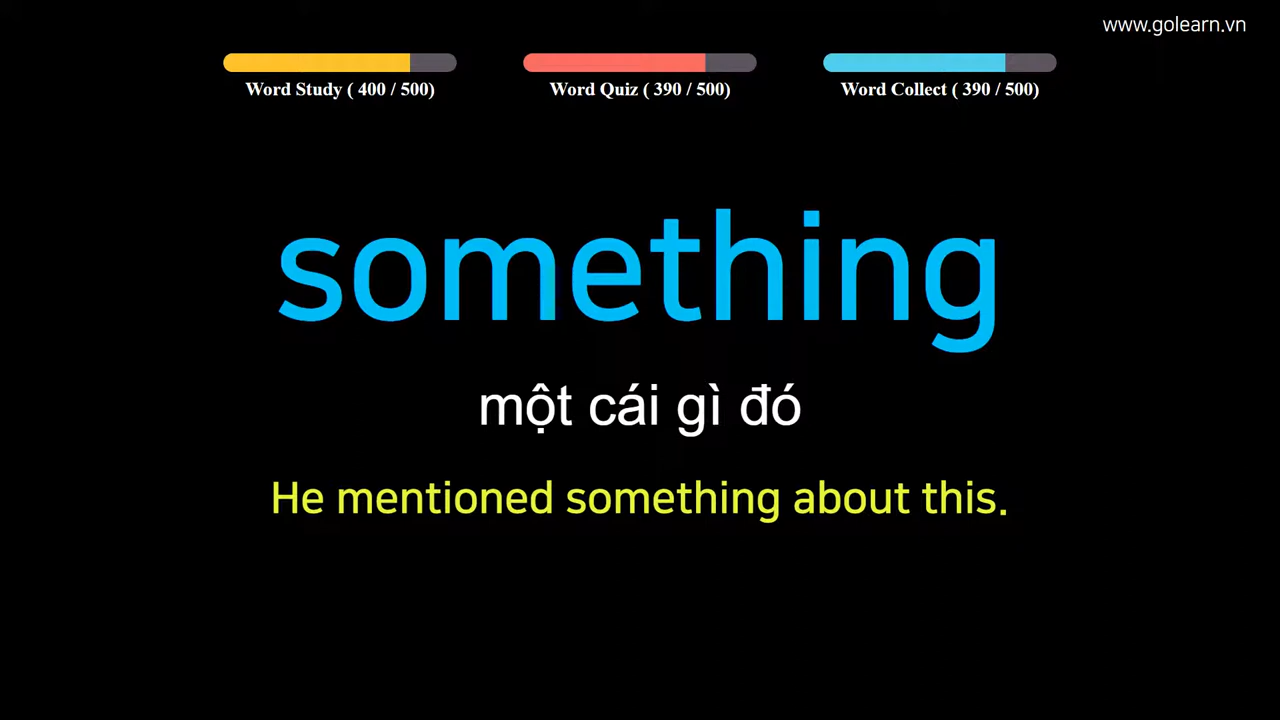 www.golearn.vn
Word Study ( 400 / 500)
Word Quiz ( 390 / 500)
Word Collect ( 390 / 500)
something
một cái gì đó
He mentioned something about this.